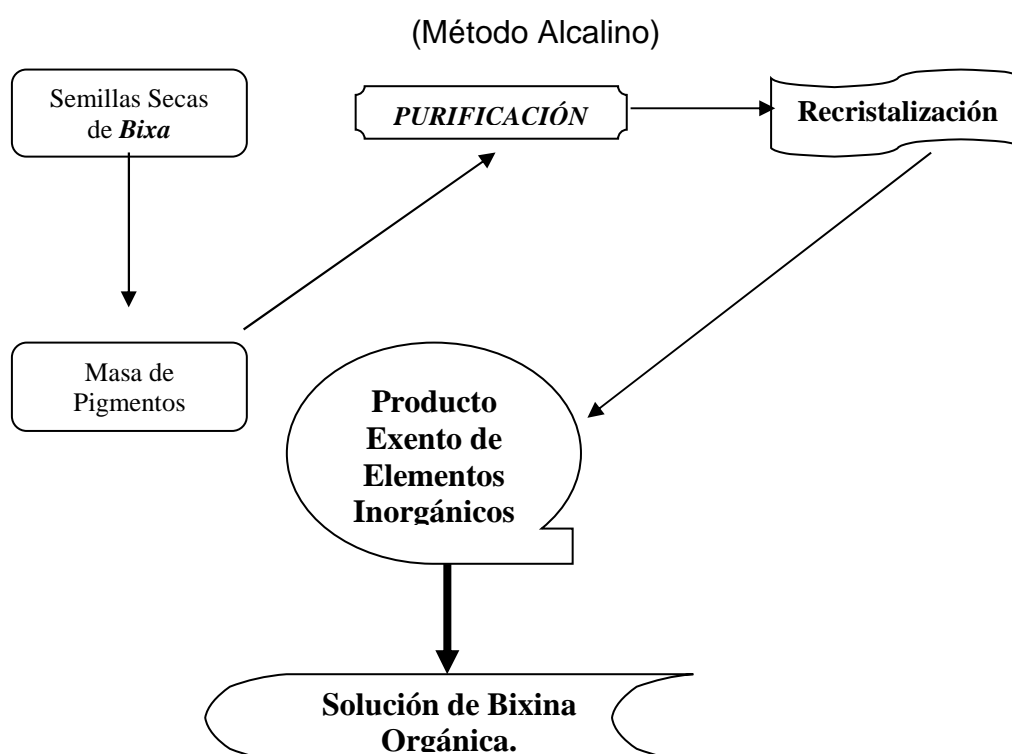 (Método Alcalino)
Semillas Secas
de Bixa
PURIFICACIÓN
Recristalización
Masa de
Pigmentos
Producto
Exento de
Elementos
Inorgánicos
Solución de Bixina
Orgánica.